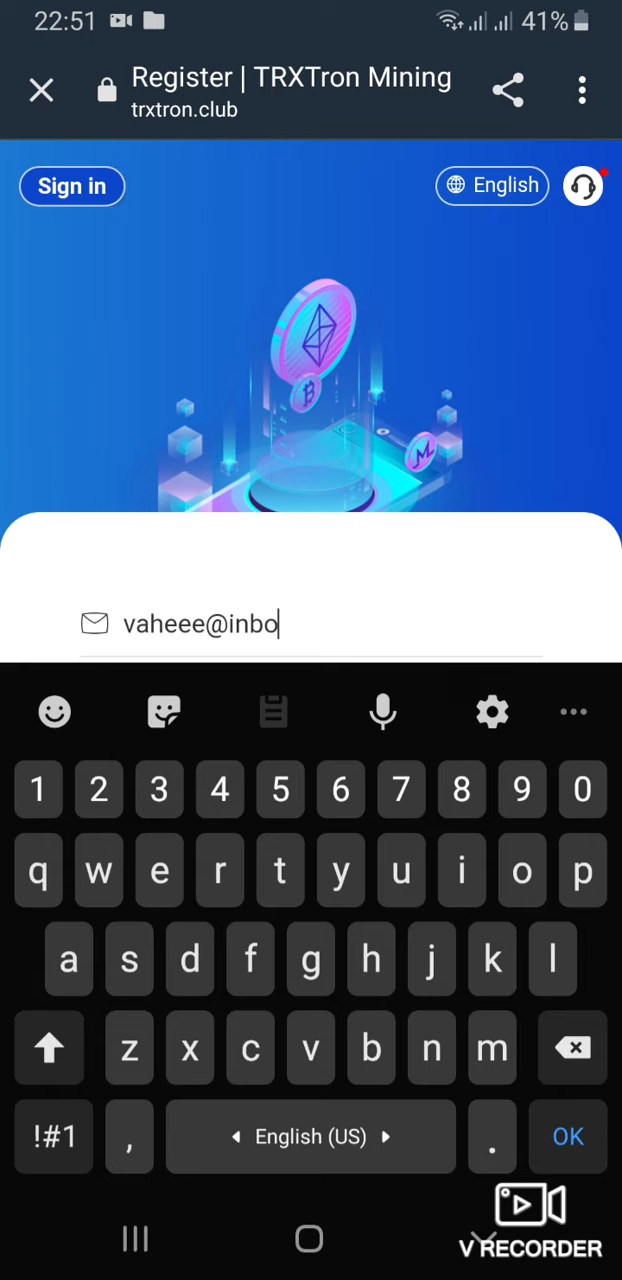 22:51 41%
Register | TRXTron Mining
trxtron.club
Sign in English
vaheee@inbo
1 2 3 4 5 6 7 8 9 0
q w e r t y u i o p
a s d f g h j k l
z x c v b n m
!#1 , English (US) . OK
V RECORDER